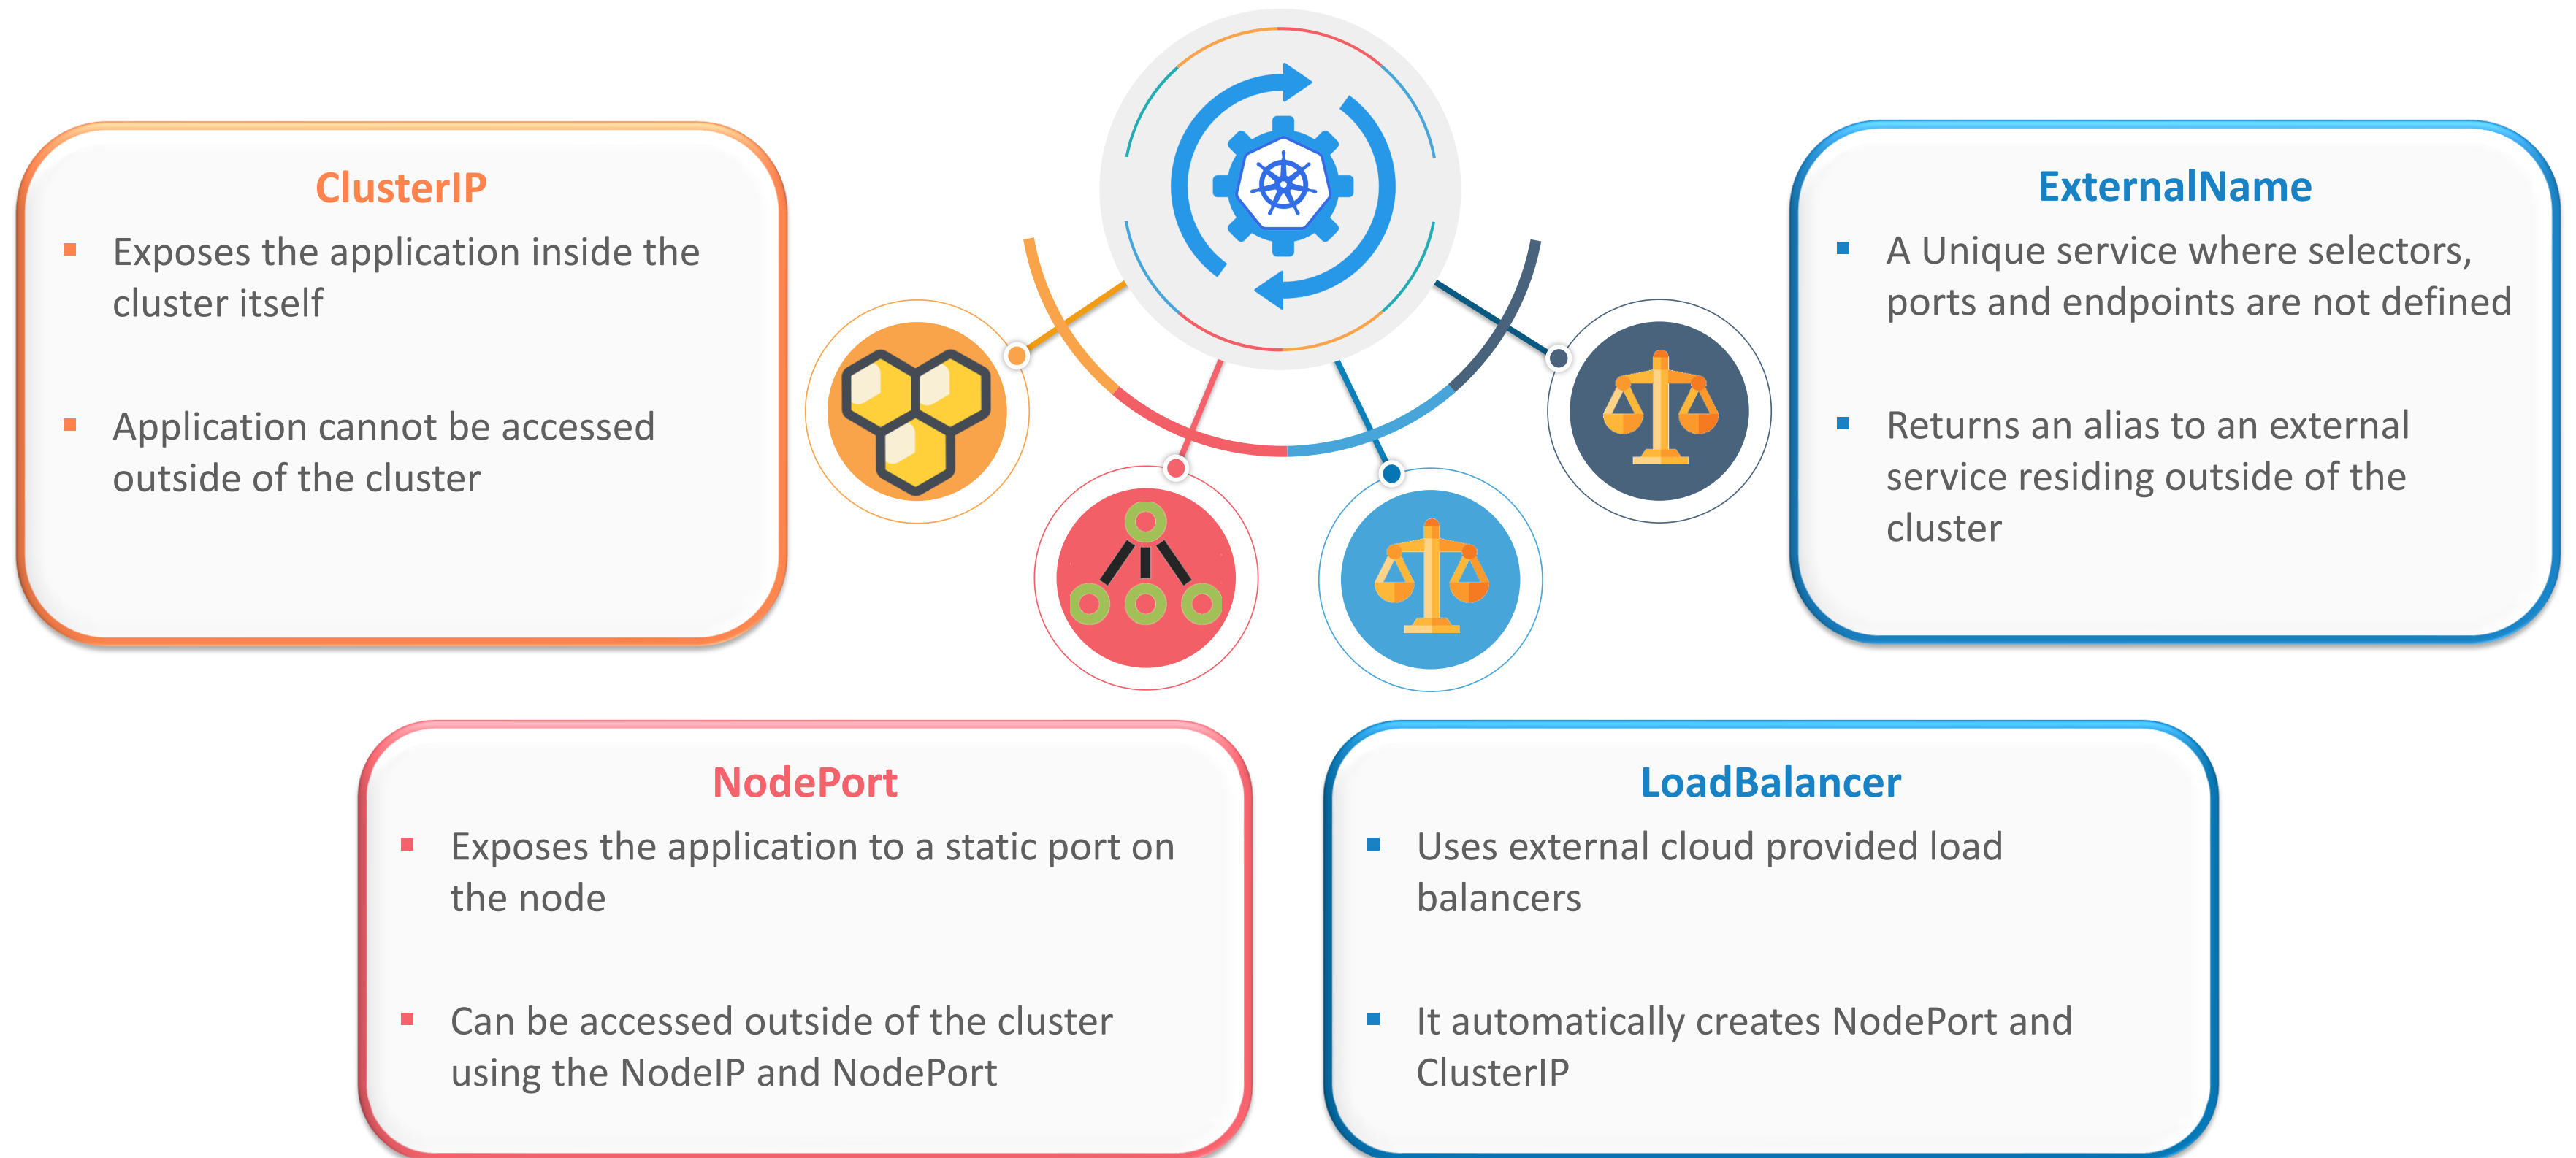 ClusterIP
Exposes the application inside the
cluster itself
Application cannot be accessed
outside of the cluster
ExternalName
A Unique service where selectors,
ports and endpoints are not defined
Returns an alias to an external
service residing outside of the
cluster
NodePort
Exposes the application to a static port on
the node
Can be accessed outside of the cluster
using the NodeIP and NodePort
LoadBalancer
Uses external cloud provided load
balancers
It automatically creates NodePort and
ClusterIP